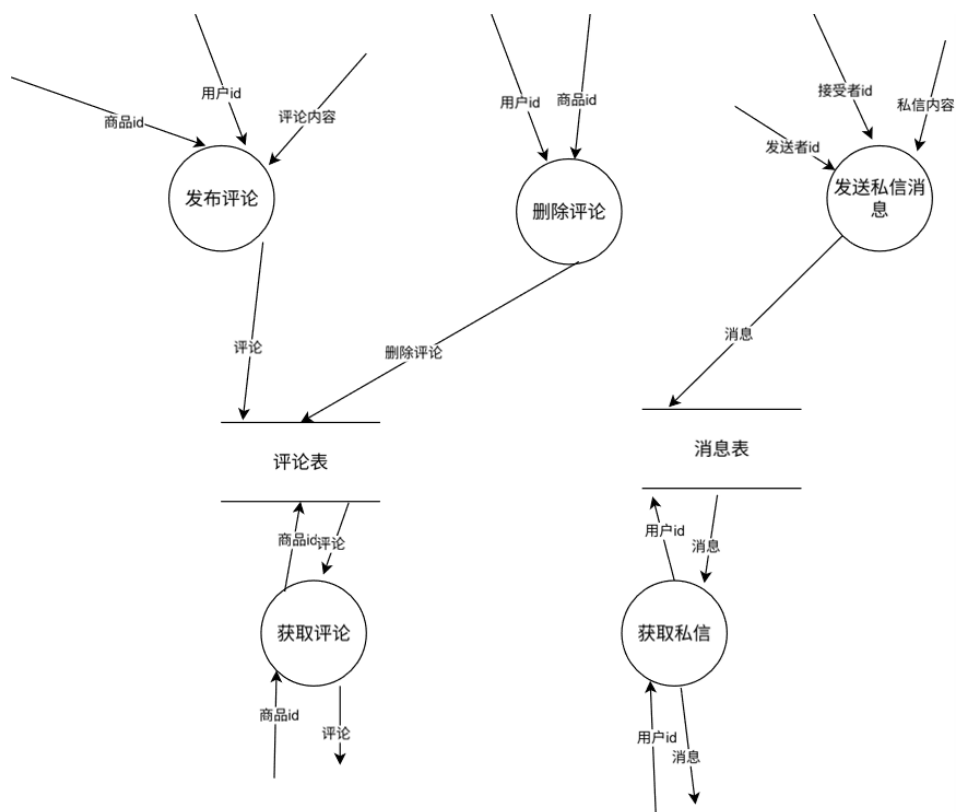 商品id
用户id
评论内容
发布评论
用户id
商品id
删除评论
发送者id
接受者id
私信内容
发送私信消
息
评论
删除评论
消息
评论表
消息表
商品id
评论
用户id
消息
获取评论
获取私信
商品id
评论
用户id
消息